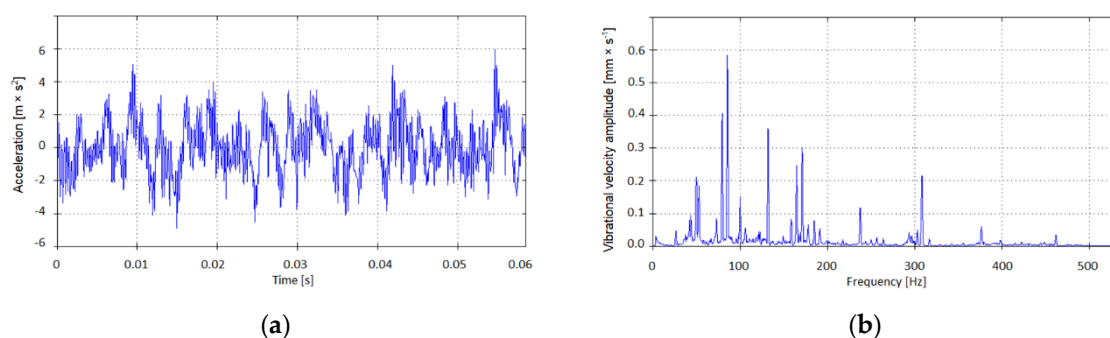 Acceleration [m × s²]
6
4
2
0
-2
-4
-6
0 0.01 0.02 0.03 0.04 0.05 0.06
Time [s]
(a)
Vibrational velocity amplitude [mm × s⁻¹]
0.6
0.5
0.4
0.3
0.2
0.1
0.0
0 100 200 300 400 500
Frequency [Hz]
(b)